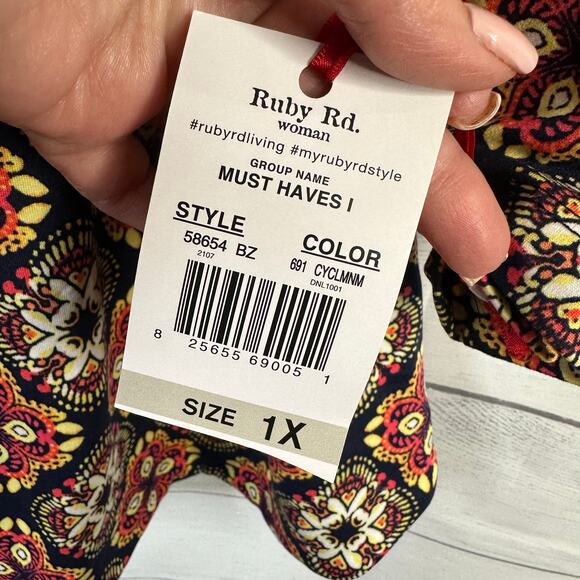 Ruby Rd.
woman
#rubyrdliving #myrubyrdstyle
GROUP NAME
MUST HAVES I
STYLE COLOR
58654 BZ 691 CYCLMNM
2107 DNL1001
8 25655 69005 1
SIZE 1X